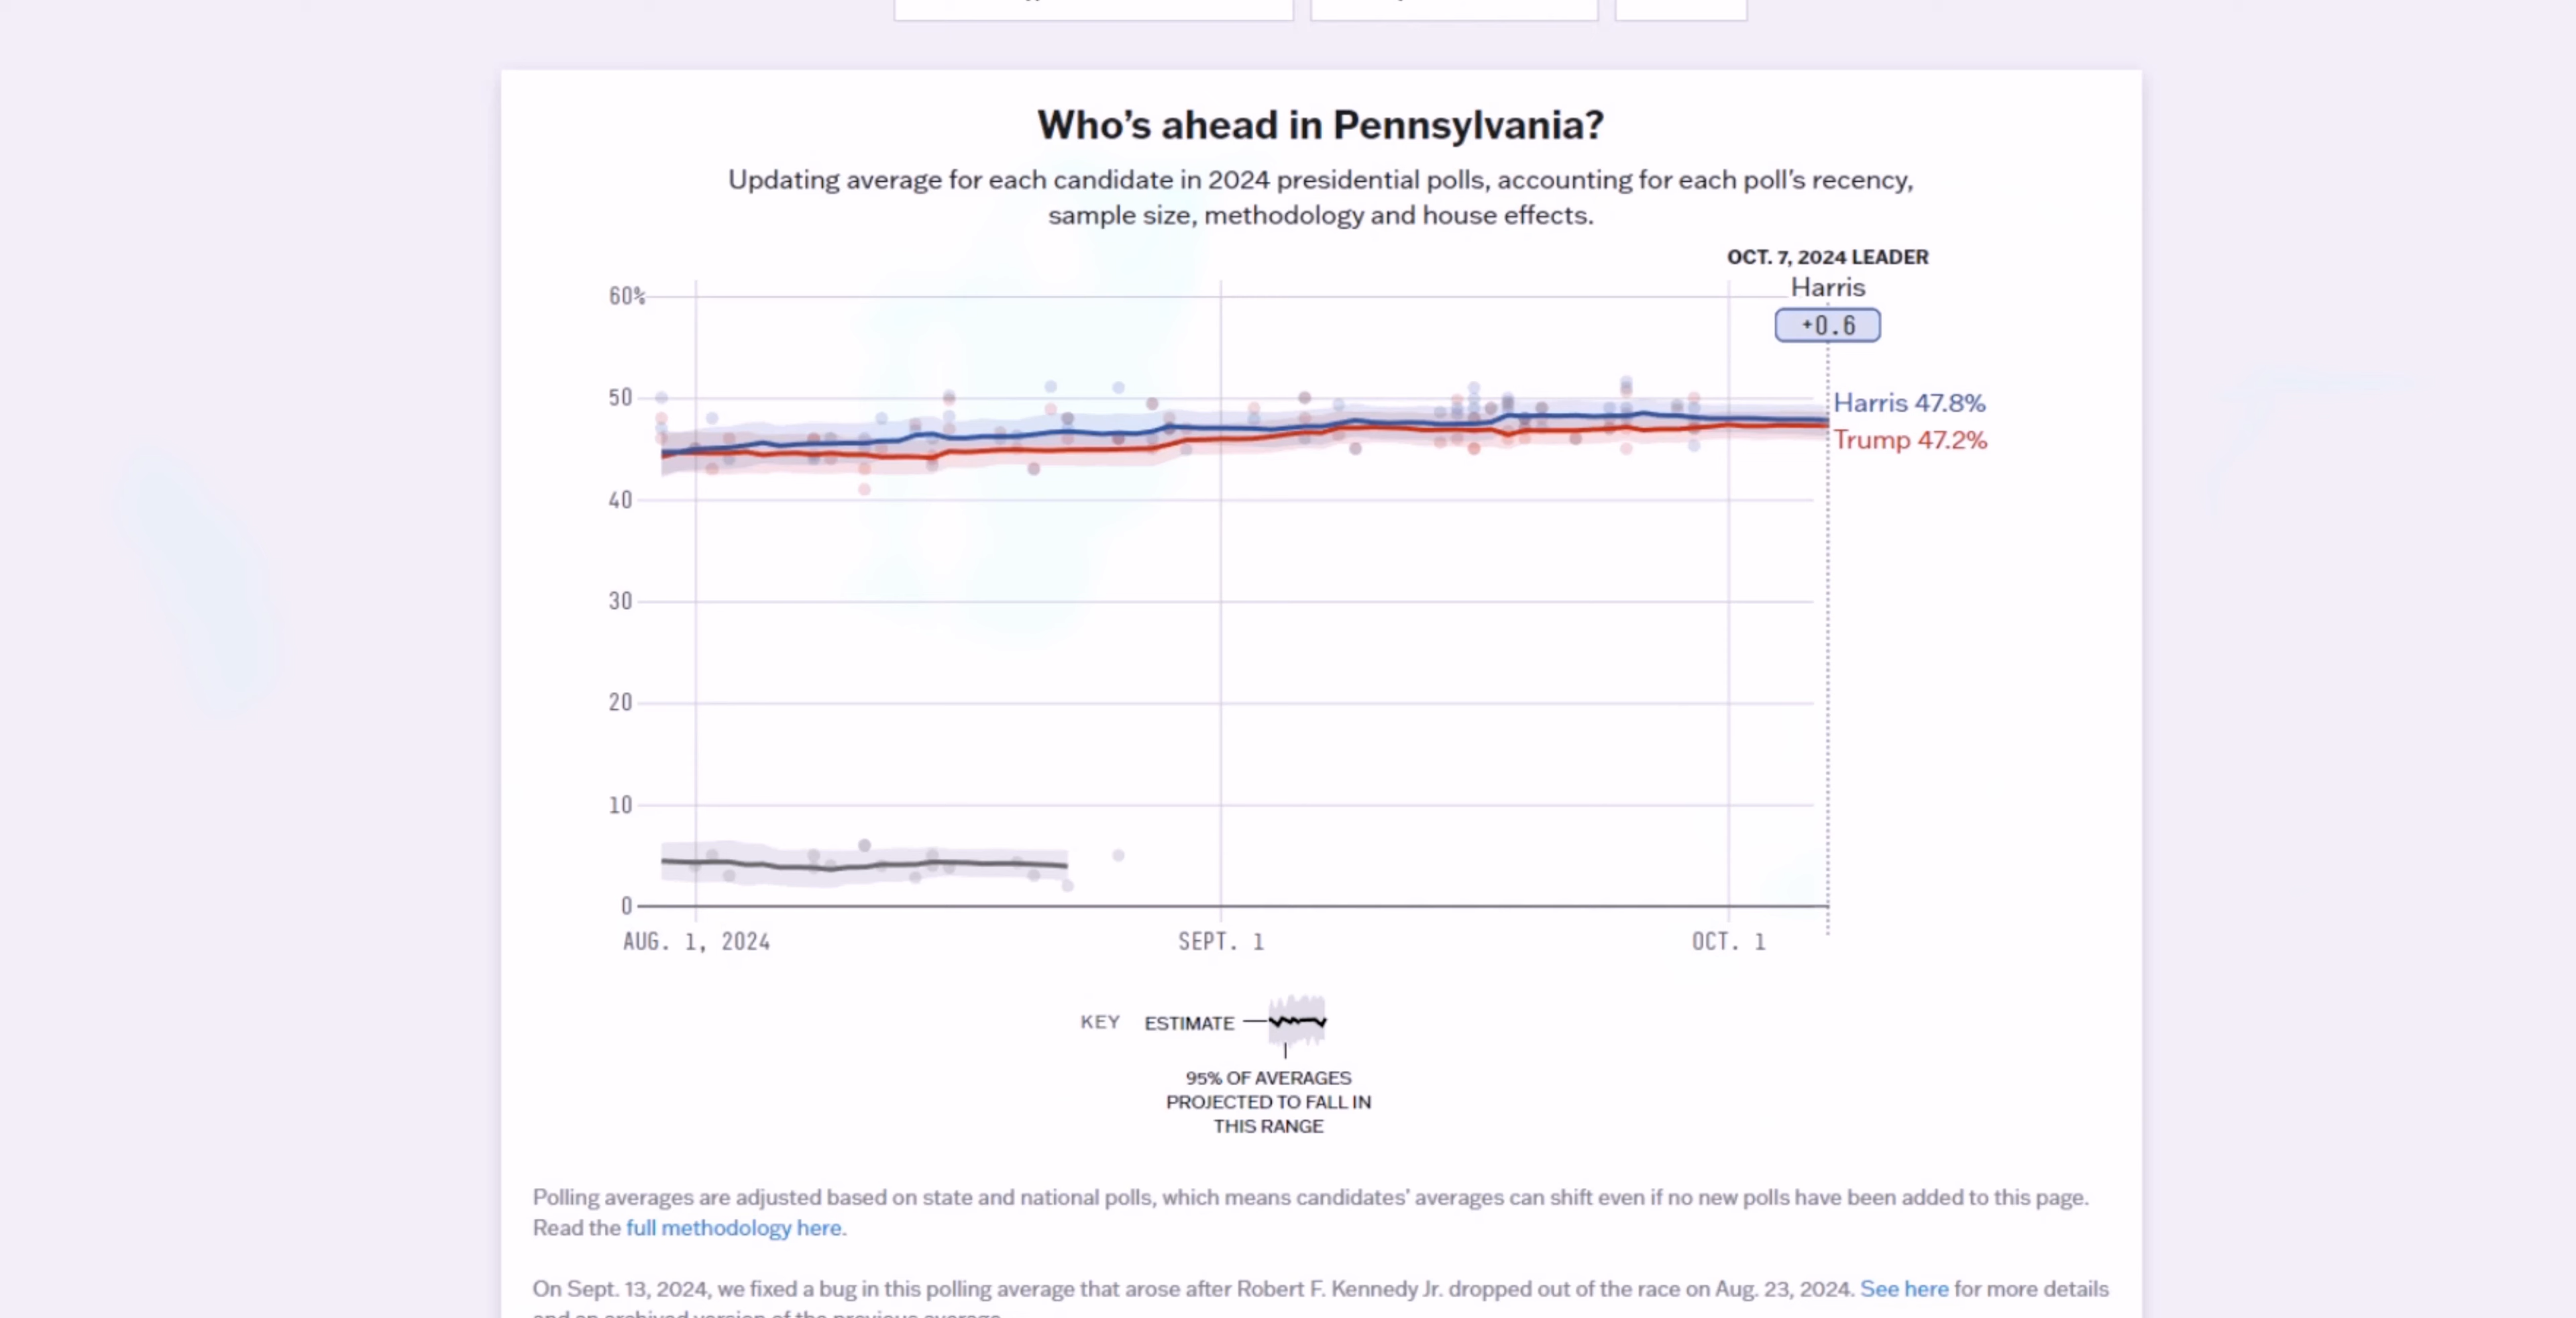 Who's ahead in Pennsylvania?
Updating average for each candidate in 2024 presidential polls, accounting for each poll's recency,
sample size, methodology and house effects.
OCT. 7, 2024 LEADER
Harris
+0.6
60%
50
40
30
20
10
0
Harris 47.8%
Trump 47.2%
AUG. 1, 2024
SEPT. 1
OCT. 1
KEY ESTIMATE
95% OF AVERAGES
PROJECTED TO FALL IN
THIS RANGE
Polling averages are adjusted based on state and national polls, which means candidates' averages can shift even if no new polls have been added to this page.
Read the full methodology here.
On Sept. 13, 2024, we fixed a bug in this polling average that arose after Robert F. Kennedy Jr. dropped out of the race on Aug. 23, 2024. See here for more details